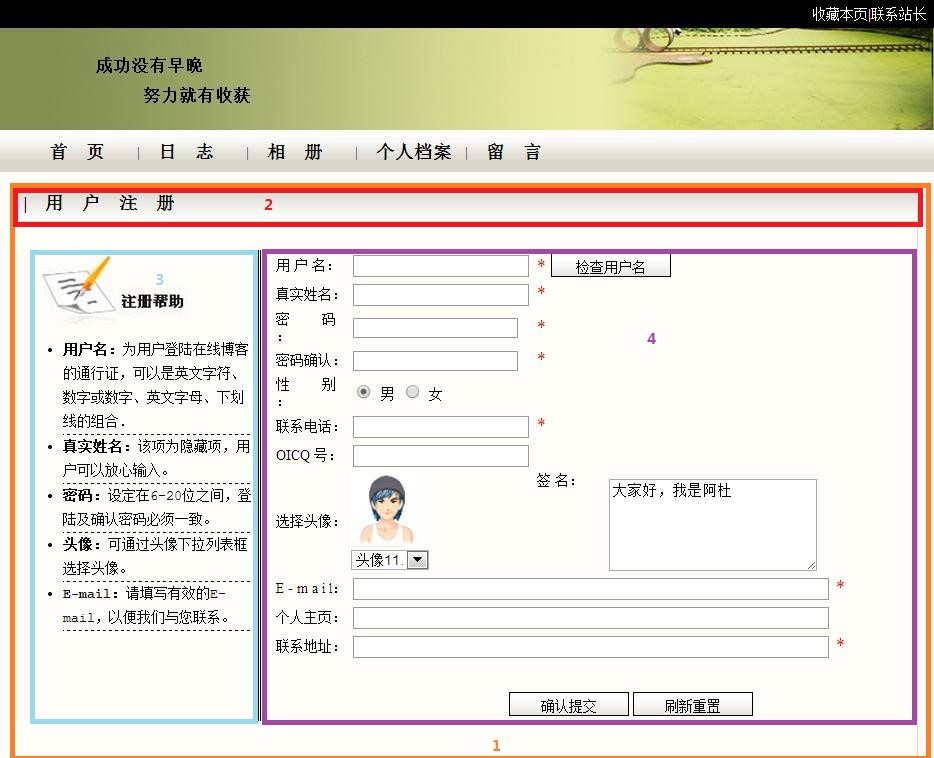 收藏本页|联系站长
成功没有早晚
努力就有收获
首 页 | 日 志 | 相 册 | 个人档案 | 留 言
| 用 户 注 册
2
3
注册帮助
• 用户名：为用户登陆在线博客
的通行证，可以是英文字符、
数字或数字、英文字母、下划
线的组合．
• 真实姓名：该项为隐藏项，用
户可以放心输入。
• 密码：设定在6-20位之间，登
陆及确认密码必须一致。
• 头像：可通过头像下拉列表框
选择头像。
• E-mail：请填写有效的E-
mail，以便我们与您联系。
用 户 名： * 检查用户名
真实姓名： *
密 码
： *
4
密码确认： *
性 别
： 男 女
联系电话： *
OICQ 号：
选择头像：
头像11.
签 名：
大家好，我是阿杜
E - m a i l： *
个人主页：
联系地址： *
确认提交 刷新重置
1